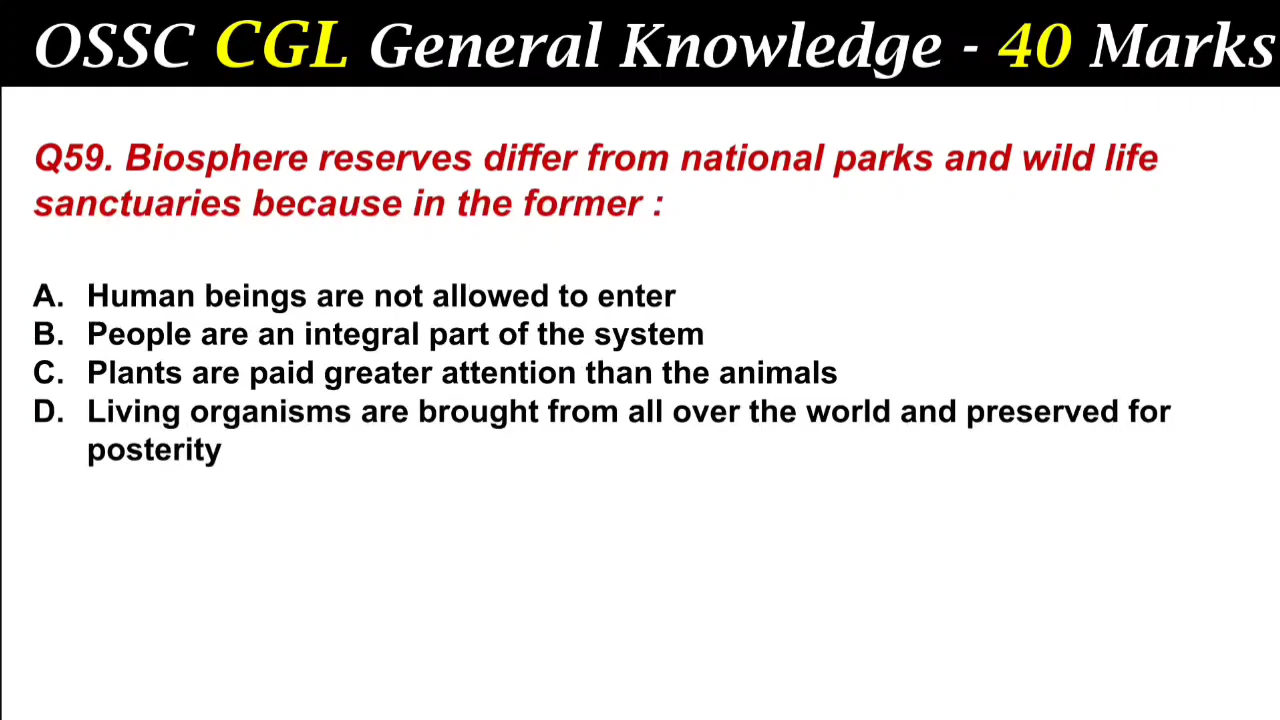 OSSC CGL General Knowledge - 40 Marks
Q59. Biosphere reserves differ from national parks and wild life
sanctuaries because in the former :
A. Human beings are not allowed to enter
B. People are an integral part of the system
C. Plants are paid greater attention than the animals
D. Living organisms are brought from all over the world and preserved for
posterity